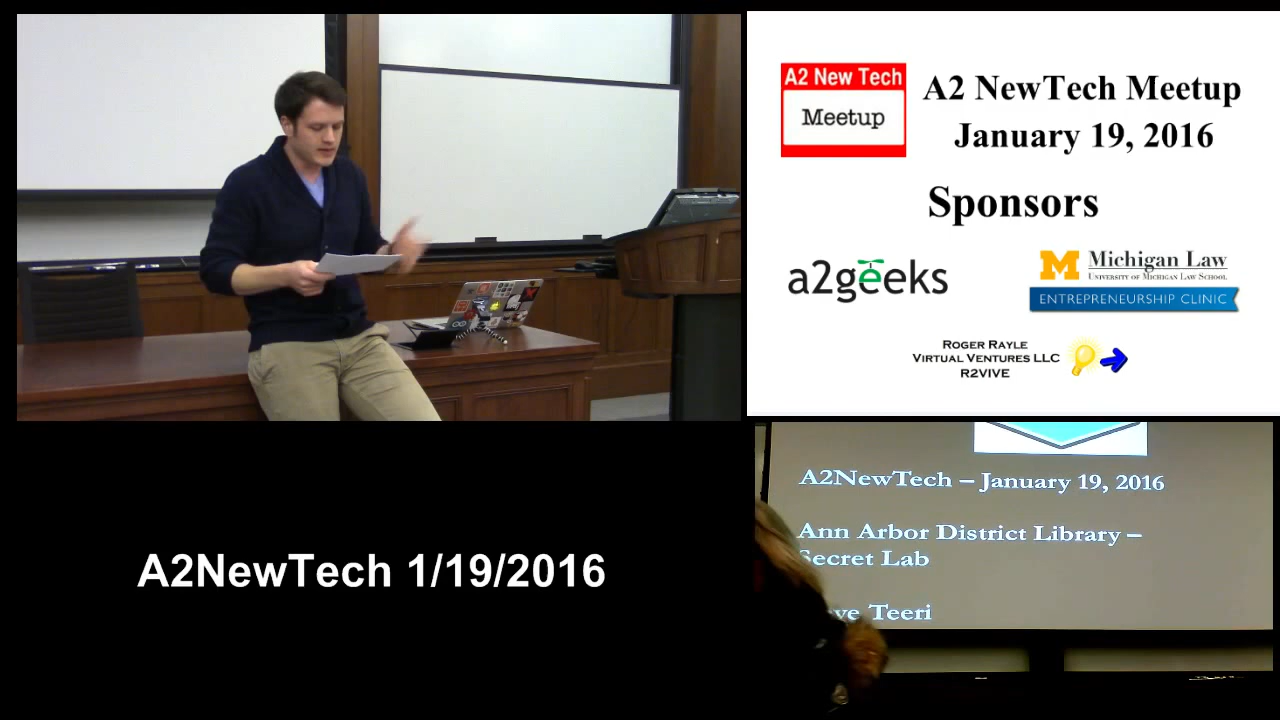 A2 New Tech
Meetup
A2 NewTech Meetup
January 19, 2016
Sponsors
a2geeks
M
Michigan Law
UNIVERSITY OF MICHIGAN LAW SCHOOL
ENTREPRENEURSHIP CLINIC
ROGER RAYLE
VIRTUAL VENTURES LLC
R2VIVE
A2NewTech 1/19/2016
A2NewTech – January 19, 2016
Ann Arbor District Library –
Secret Lab
Teeri